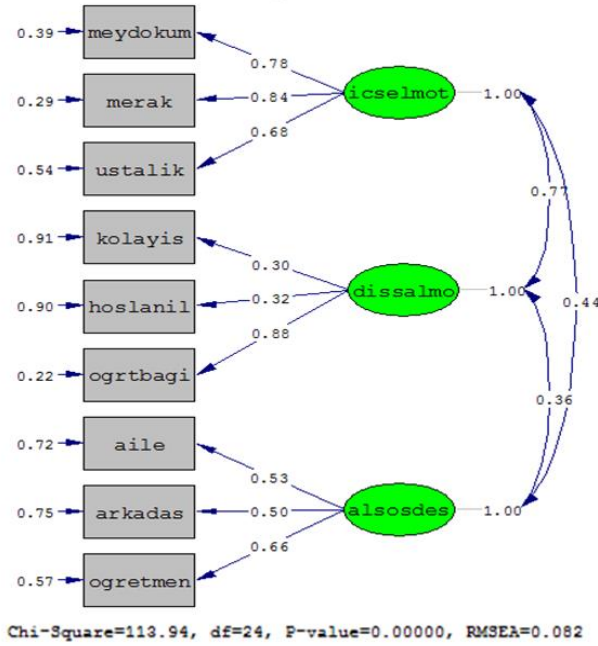 0.39 meydokum
0.78
0.29 merak 0.84 icselmot 1.00
0.68
0.54 ustalik
0.77
0.91 kolayis
0.30
0.90 hoslanil 0.32 dissalmo 1.00
0.44
0.88
0.22 ogrtbagi
0.36
0.72 aile
0.53
0.75 arkadas 0.50 alsosdes 1.00
0.66
0.57 ogretmen
Chi-Square=113.94, df=24, P-value=0.00000, RMSEA=0.082